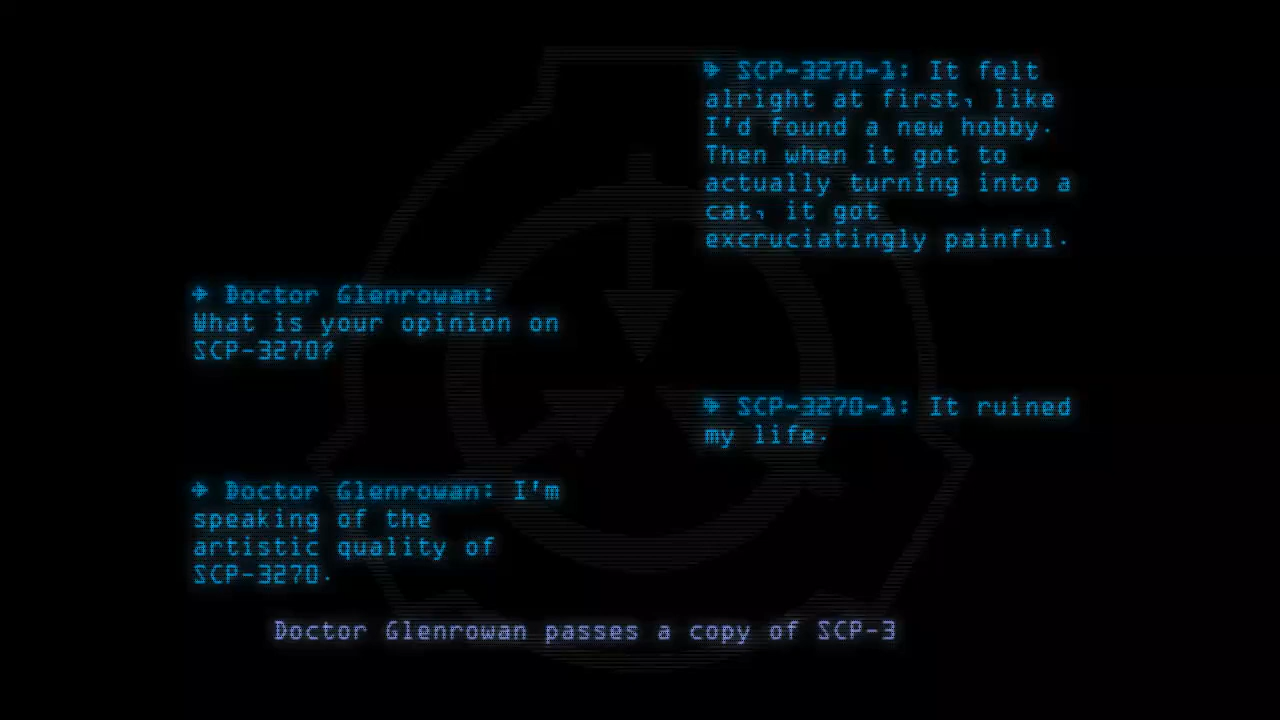 ➔ SCP-3270-1: It felt
alright at first, like
I'd found a new hobby.
Then when it got to
actually turning into a
cat, it got
excruciatingly painful.
➔ Doctor Glenrowan:
What is your opinion on
SCP-3270?
➔ SCP-3270-1: It ruined
my life.
➔ Doctor Glenrowan: I'm
speaking of the
artistic quality of
SCP-3270.
Doctor Glenrowan passes a copy of SCP-3